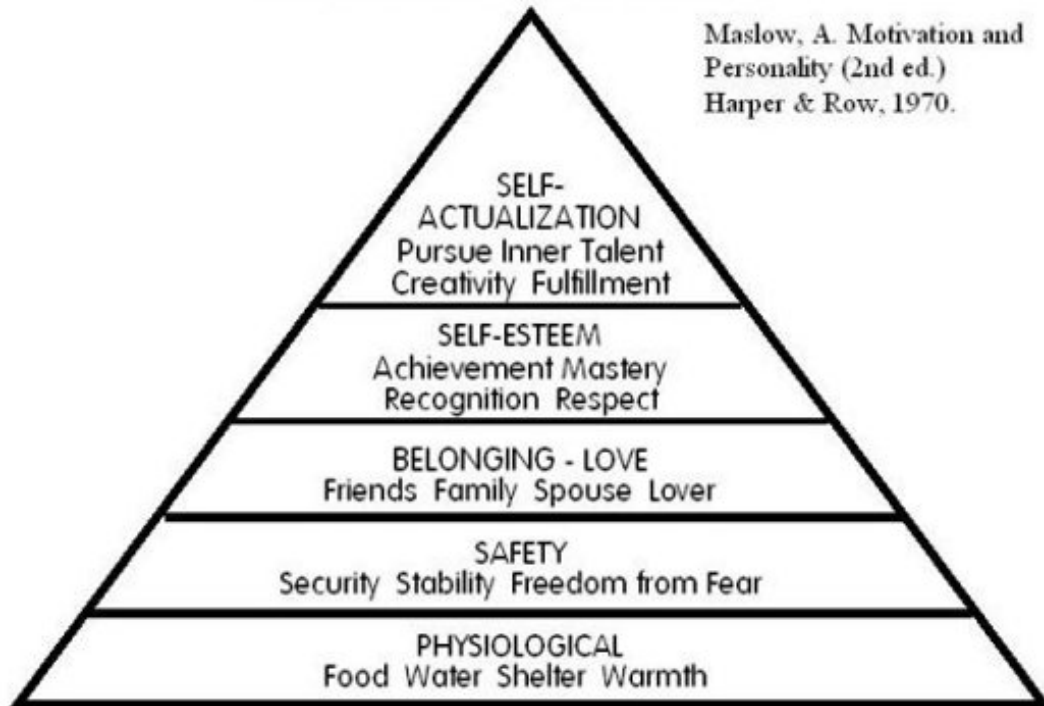 Maslow, A. Motivation and
Personality (2nd ed.)
Harper & Row, 1970.
SELF-
ACTUALIZATION
Pursue Inner Talent
Creativity Fulfillment
SELF-ESTEEM
Achievement Mastery
Recognition Respect
BELONGING - LOVE
Friends Family Spouse Lover
SAFETY
Security Stability Freedom from Fear
PHYSIOLOGICAL
Food Water Shelter Warmth